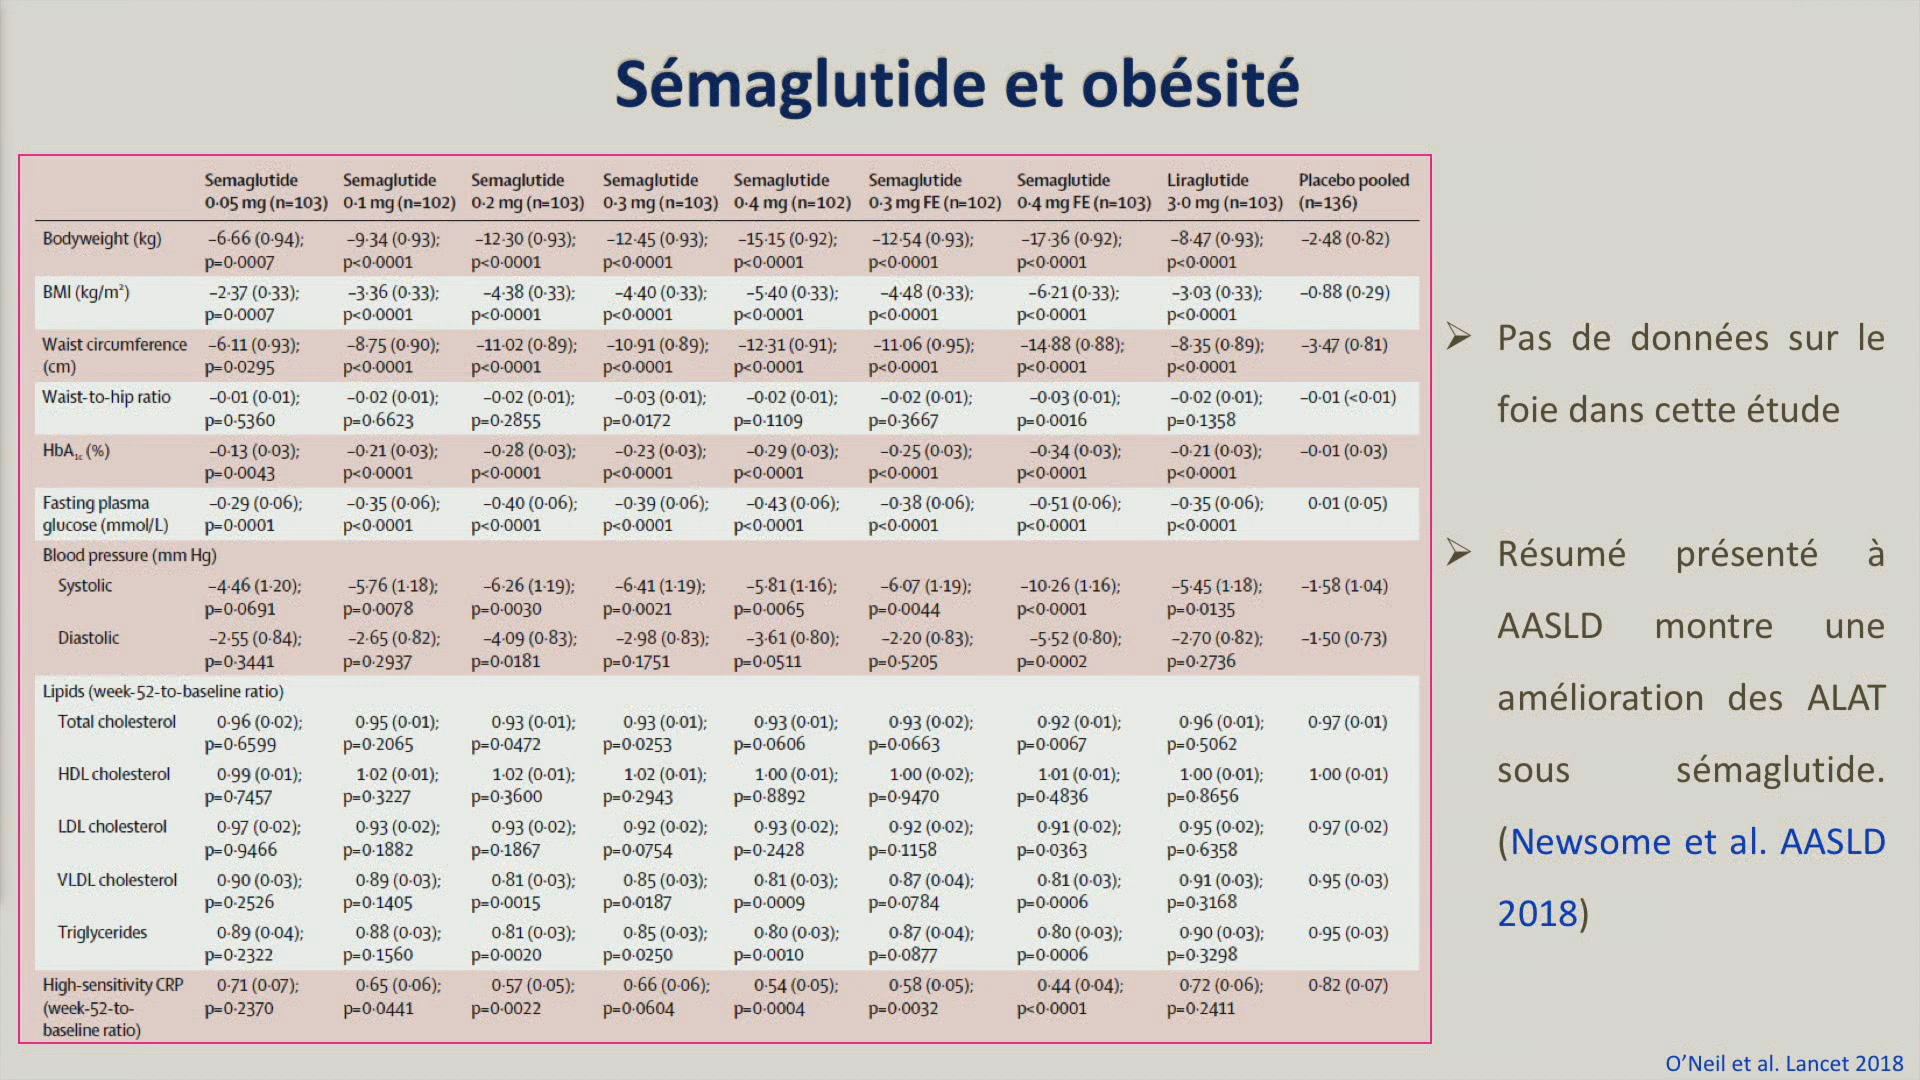 Sémaglutide et obésité
Semaglutide 0·05 mg (n=103) Semaglutide 0·1 mg (n=102) Semaglutide 0·2 mg (n=103) Semaglutide 0·3 mg (n=103) Semaglutide 0·4 mg (n=102) Semaglutide 0·3 mg FE (n=102) Semaglutide 0·4 mg FE (n=103) Liraglutide 3·0 mg (n=103) Placebo pooled (n=136)
Bodyweight (kg) –6·66 (0·94); p=0·0007 –9·34 (0·93); p<0·0001 –12·30 (0·93); p<0·0001 –12·45 (0·93); p<0·0001 –15·15 (0·92); p<0·0001 –12·54 (0·93); p<0·0001 –17·36 (0·92); p<0·0001 –8·47 (0·93); p<0·0001 –2·48 (0·82)
BMI (kg/m²) –2·37 (0·33); p=0·0007 –3·36 (0·33); p<0·0001 –4·38 (0·33); p<0·0001 –4·40 (0·33); p<0·0001 –5·40 (0·33); p<0·0001 –4·48 (0·33); p<0·0001 –6·21 (0·33); p<0·0001 –3·03 (0·33); p<0·0001 –0·88 (0·29)
Waist circumference (cm) –6·11 (0·93); p=0·0295 –8·75 (0·90); p<0·0001 –11·02 (0·89); p<0·0001 –10·91 (0·89); p<0·0001 –12·31 (0·91); p<0·0001 –11·06 (0·95); p<0·0001 –14·88 (0·88); p<0·0001 –8·35 (0·89); p<0·0001 –3·47 (0·81)
Waist-to-hip ratio –0·01 (0·01); p=0·5360 –0·02 (0·01); p=0·6623 –0·02 (0·01); p=0·2855 –0·03 (0·01); p=0·0172 –0·02 (0·01); p=0·1109 –0·02 (0·01); p=0·3667 –0·03 (0·01); p=0·0016 –0·02 (0·01); p=0·1358 –0·01 (<0·01)
HbA1c (%) –0·13 (0·03); p=0·0043 –0·21 (0·03); p<0·0001 –0·28 (0·03); p<0·0001 –0·23 (0·03); p<0·0001 –0·29 (0·03); p<0·0001 –0·25 (0·03); p<0·0001 –0·34 (0·03); p<0·0001 –0·21 (0·03); p<0·0001 –0·01 (0·03)
Fasting plasma glucose (mmol/L) –0·29 (0·06); p=0·0001 –0·35 (0·06); p<0·0001 –0·40 (0·06); p<0·0001 –0·39 (0·06); p<0·0001 –0·43 (0·06); p<0·0001 –0·38 (0·06); p<0·0001 –0·51 (0·06); p<0·0001 –0·35 (0·06); p<0·0001 0·01 (0·05)
Blood pressure (mm Hg)
Systolic –4·46 (1·20); p=0·0691 –5·76 (1·18); p=0·0078 –6·26 (1·19); p=0·0030 –6·41 (1·19); p=0·0021 –5·81 (1·16); p=0·0065 –6·07 (1·19); p=0·0044 –10·26 (1·16); p<0·0001 –5·45 (1·18); p=0·0135 –1·58 (1·04)
Diastolic –2·55 (0·84); p=0·3441 –2·65 (0·82); p=0·2937 –4·09 (0·83); p=0·0181 –2·98 (0·83); p=0·1751 –3·61 (0·80); p=0·0511 –2·20 (0·83); p=0·5205 –5·52 (0·80); p=0·0002 –2·70 (0·82); p=0·2736 –1·50 (0·73)
Lipids (week-52-to-baseline ratio)
Total cholesterol 0·96 (0·02); p=0·6599 0·95 (0·01); p=0·2065 0·93 (0·01); p=0·0472 0·93 (0·01); p=0·0253 0·93 (0·01); p=0·0606 0·93 (0·02); p=0·0663 0·92 (0·01); p=0·0067 0·96 (0·01); p=0·5062 0·97 (0·01)
HDL cholesterol 0·99 (0·01); p=0·7457 1·02 (0·01); p=0·3227 1·02 (0·01); p=0·3600 1·02 (0·01); p=0·2943 1·00 (0·01); p=0·8892 1·00 (0·02); p=0·9470 1·01 (0·01); p=0·4836 1·00 (0·01); p=0·8656 1·00 (0·01)
LDL cholesterol 0·97 (0·02); p=0·9466 0·93 (0·02); p=0·1882 0·93 (0·02); p=0·1867 0·92 (0·02); p=0·0754 0·93 (0·02); p=0·2428 0·92 (0·02); p=0·1158 0·91 (0·02); p=0·0363 0·95 (0·02); p=0·6358 0·97 (0·02)
VLDL cholesterol 0·90 (0·03); p=0·2526 0·89 (0·03); p=0·1405 0·81 (0·03); p=0·0015 0·85 (0·03); p=0·0187 0·81 (0·03); p=0·0009 0·87 (0·04); p=0·0784 0·81 (0·03); p=0·0006 0·91 (0·03); p=0·3168 0·95 (0·03)
Triglycerides 0·89 (0·04); p=0·2322 0·88 (0·03); p=0·1560 0·81 (0·03); p=0·0020 0·85 (0·03); p=0·0250 0·80 (0·03); p=0·0010 0·87 (0·04); p=0·0877 0·80 (0·03); p=0·0006 0·90 (0·03); p=0·3298 0·95 (0·03)
High-sensitivity CRP (week-52-to-baseline ratio) 0·71 (0·07); p=0·2370 0·65 (0·06); p=0·0441 0·57 (0·05); p=0·0022 0·66 (0·06); p=0·0604 0·54 (0·05); p=0·0004 0·58 (0·05); p=0·0032 0·44 (0·04); p<0·0001 0·72 (0·06); p=0·2411 0·82 (0·07)
Pas de données sur le
foie dans cette étude
Résumé présenté à
AASLD montre une
amélioration des ALAT
sous sémaglutide.
(Newsome et al. AASLD
2018)
O’Neil et al. Lancet 2018